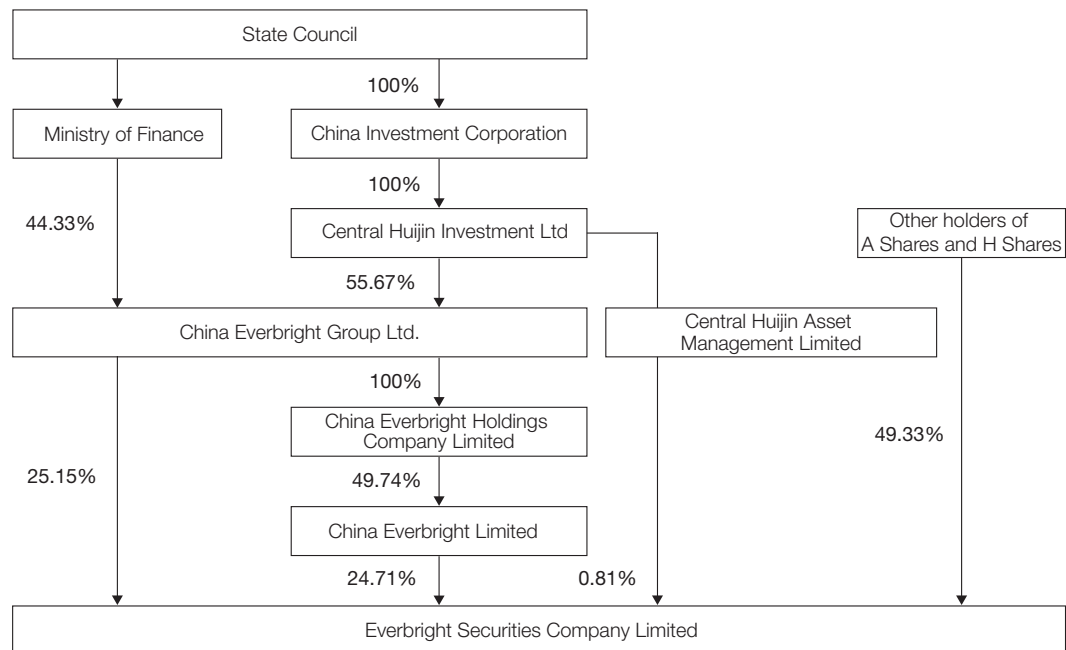 State Council
100%
Ministry of Finance
China Investment Corporation
100%
44.33%
Central Huijin Investment Ltd
Other holders of
A Shares and H Shares
55.67%
China Everbright Group Ltd.
Central Huijin Asset
Management Limited
100%
China Everbright Holdings
Company Limited
49.33%
25.15%
49.74%
China Everbright Limited
24.71%
0.81%
Everbright Securities Company Limited